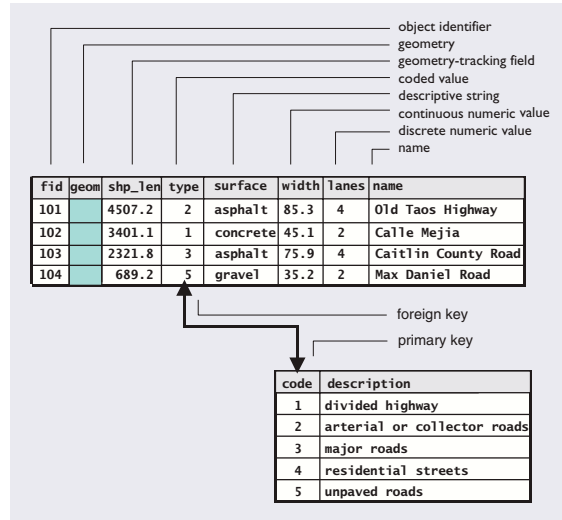 object identifier
geometry
geometry-tracking field
coded value
descriptive string
continuous numeric value
discrete numeric value
name
fid geom shp_len type surface width lanes name
101 4507.2 2 asphalt 85.3 4 Old Taos Highway
102 3401.1 1 concrete 45.1 2 Calle Mejia
103 2321.8 3 asphalt 75.9 4 Caitlin County Road
104 689.2 5 gravel 35.2 2 Max Daniel Road
foreign key
primary key
code description
1 divided highway
2 arterial or collector roads
3 major roads
4 residential streets
5 unpaved roads